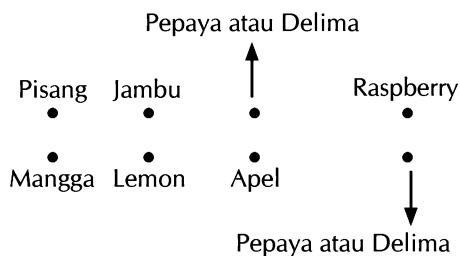 Pepaya atau Delima
Pisang Jambu Raspberry
Mangga Lemon Apel
Pepaya atau Delima